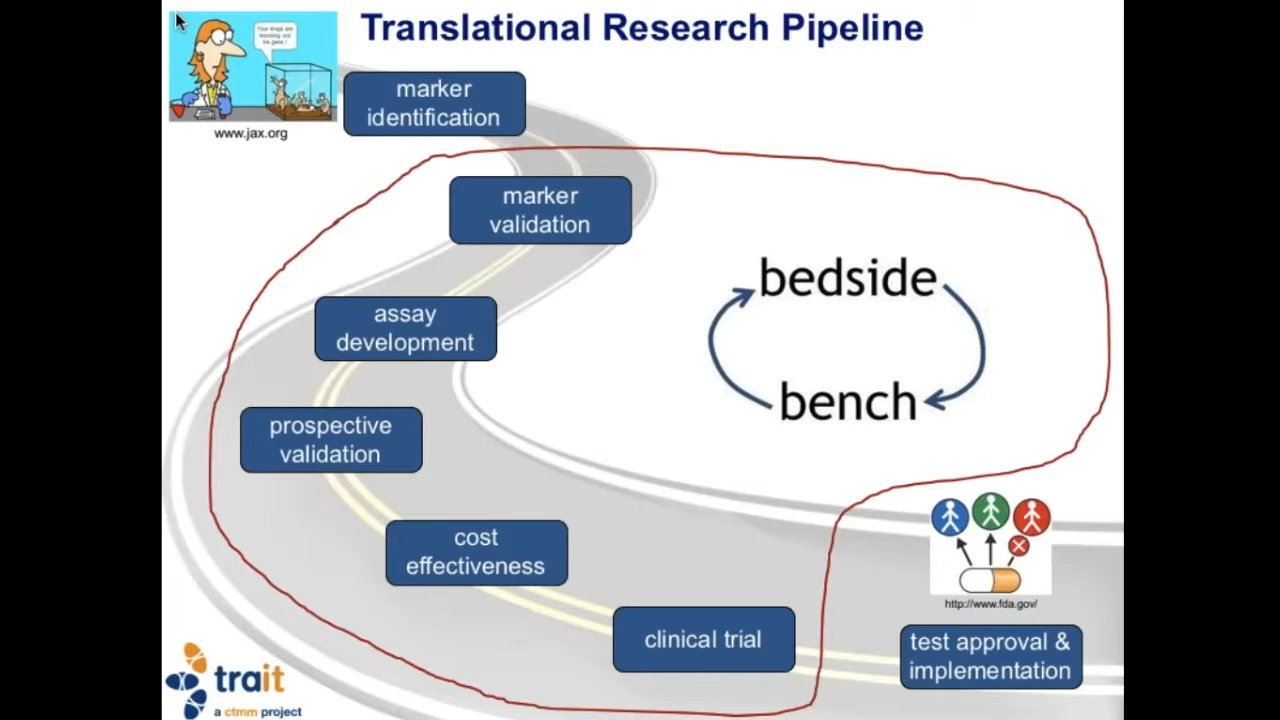 Translational Research Pipeline
www.jax.org
marker
identification
marker
validation
assay
development
prospective
validation
cost
effectiveness
clinical trial
bedside
bench
http://www.fda.gov/
test approval &
implementation
trait
a ctmm project